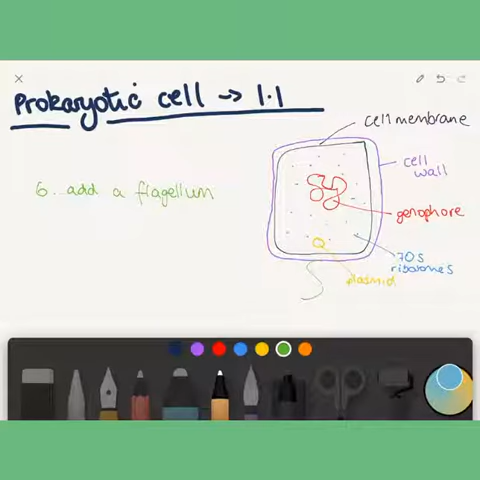 Prokaryotic cell → 1.1
cell membrane
cell
wall
6. add a flagellum
genophore
70s
ribosomes
plasmid